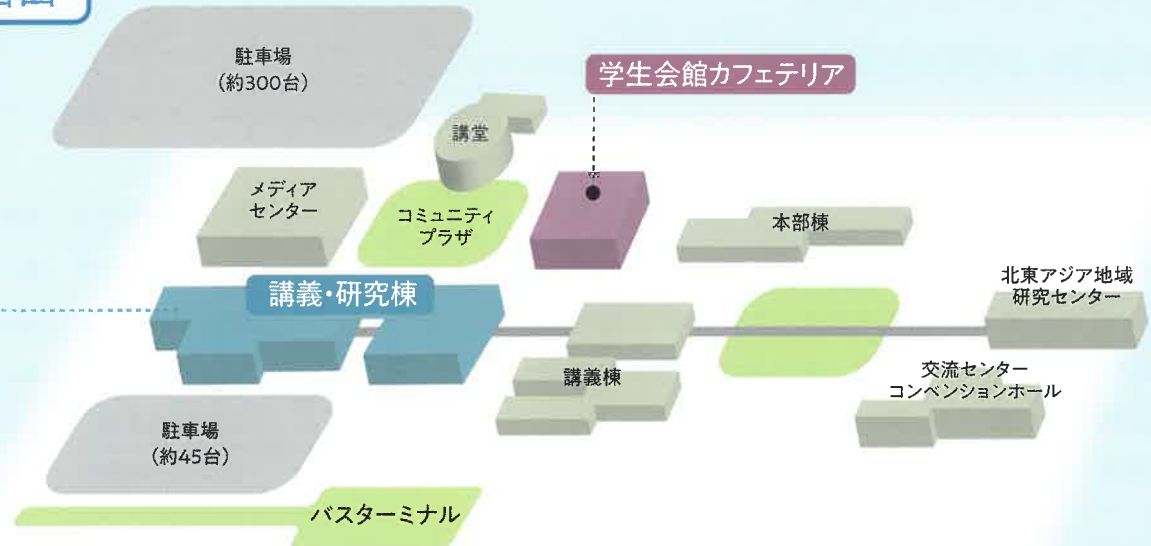 駐車場
(約300台)
学生会館カフェテリア
講堂
メディア
センター
コミュニティ
プラザ
本部棟
北東アジア地域
研究センター
講義・研究棟
講義棟
交流センター
コンベンションホール
駐車場
(約45台)
バスターミナル